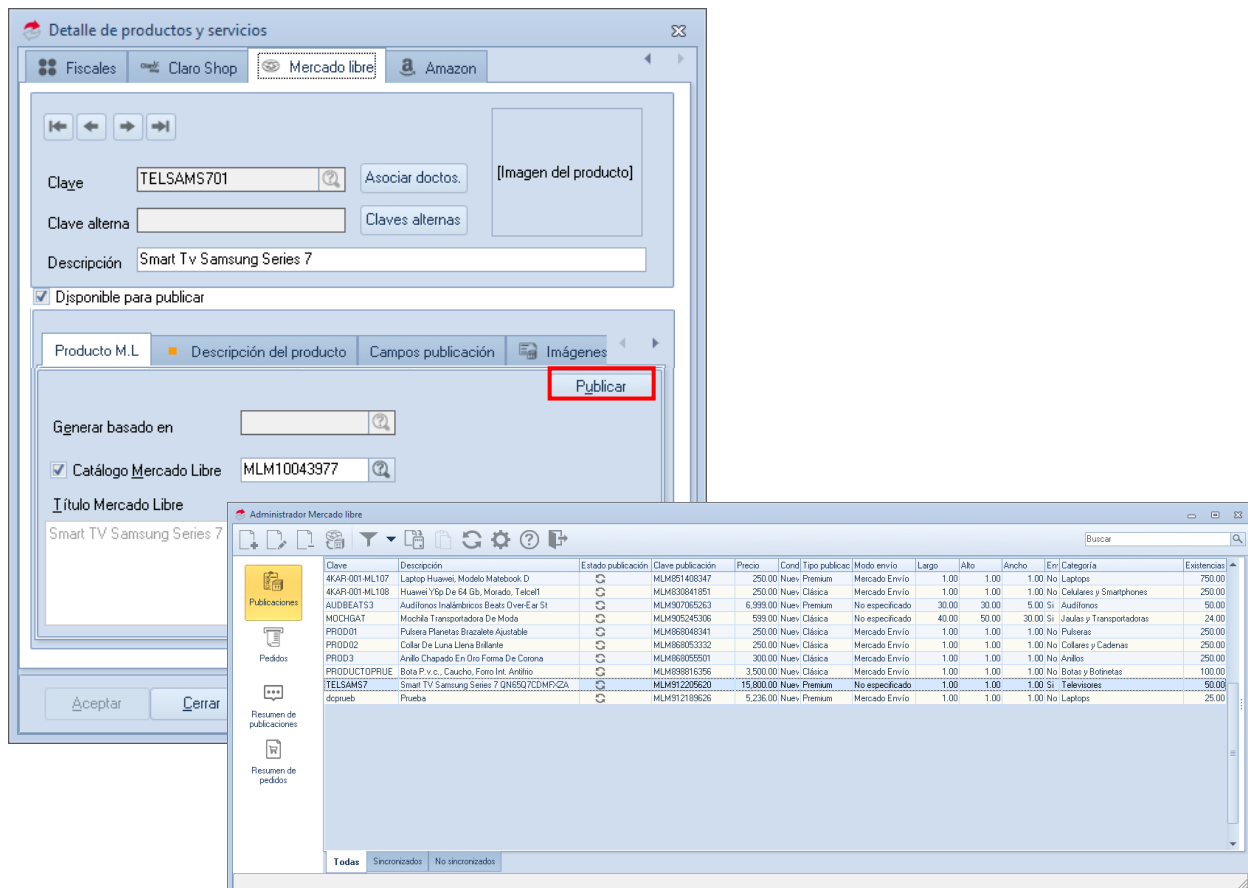 Detalle de productos y servicios
Fiscales Claro Shop Mercado libre Amazon
Clave TELSAMS701 Asociar doctos. [Imagen del producto]
Clave alterna Claves alternas
Descripción Smart Tv Samsung Series 7
Disponible para publicar
Producto M.L Descripción del producto Campos publicación Imágenes
Publicar
Generar basado en
Catálogo Mercado Libre MLM10043977
Título Mercado Libre
Smart TV Samsung Series 7
Aceptar Cerrar
Administrador Mercado libre
Buscar
Publicaciones
Pedidos
Resumen de
publicaciones
Resumen de
pedidos
Clave Descripción Estado publicación Clave publicación Precio Cond Tipo publicac Modo envío Largo Alto Ancho En Categoría Existencias
4KAR-001-ML107 Laptop Huawei, Modelo Matebook D MLM851408347 250.00 Nuev Premium Mercado Envío 1.00 1.00 1.00 No Laptops 750.00
4KAR-001-ML108 Huawei Y6p De 64 Gb, Morado, Telcel1 MLM830841851 250.00 Nuev Clásica Mercado Envío 1.00 1.00 1.00 No Celulares y Smartphones 250.00
AUDBEATS3 Audífonos Inalámbricos Beats Over-Ear St MLM907065263 6,999.00 Nuev Premium No especificado 30.00 30.00 5.00 Si Audífonos 50.00
MOCHGAT Mochila Transportadora De Moda MLM905245306 599.00 Nuev Clásica No especificado 40.00 50.00 30.00 Si Jaulas y Transportadoras 24.00
PROD01 Pulsera Planetas Brazalete Ajustable MLM868048341 250.00 Nuev Clásica Mercado Envío 1.00 1.00 1.00 No Pulseras 250.00
PROD02 Collar De Luna Llena Brillante MLM868053332 250.00 Nuev Clásica Mercado Envío 1.00 1.00 1.00 No Collares y Cadenas 250.00
PROD3 Anillo Chapado En Oro Forma De Corona MLM868055501 300.00 Nuev Clásica Mercado Envío 1.00 1.00 1.00 No Anillos 250.00
PRODUCTOPRUE Bota P.v.c., Caucho, Forro Int. Antifrio MLM898816356 3,500.00 Nuev Clásica Mercado Envío 1.00 1.00 1.00 No Botas y Botinetas 100.00
TELSAMS7 Smart TV Samsung Series 7 QN65Q7CDMFXZA MLM912205620 15,800.00 Nuev Premium No especificado 1.00 1.00 1.00 Si Televisores 50.00
dcprueb Prueba MLM912189626 5,236.00 Nuev Premium Mercado Envío 1.00 1.00 1.00 No Laptops 25.00
Todas Sincronizados No sincronizados